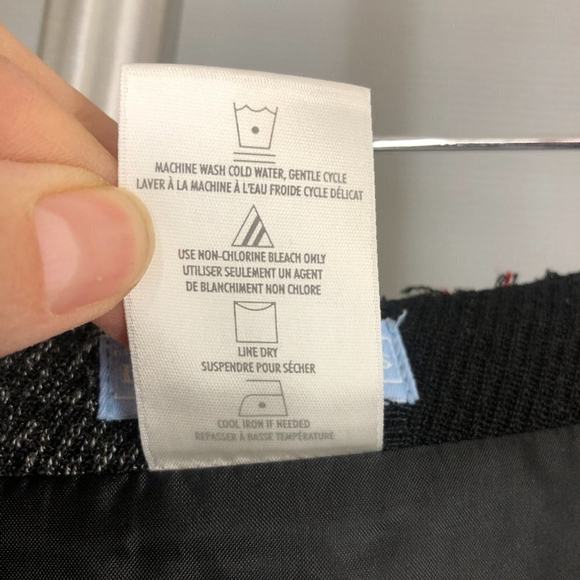 MACHINE WASH COLD WATER, GENTLE CYCLE
LAVER À LA MACHINE À L'EAU FROIDE CYCLE DÉLICAT
USE NON-CHLORINE BLEACH ONLY
UTILISER SEULEMENT UN AGENT
DE BLANCHIMENT NON CHLORE
LINE DRY
SUSPENDRE POUR SÉCHER
COOL IRON IF NEEDED
REPASSER À BASSE TEMPÉRATURE